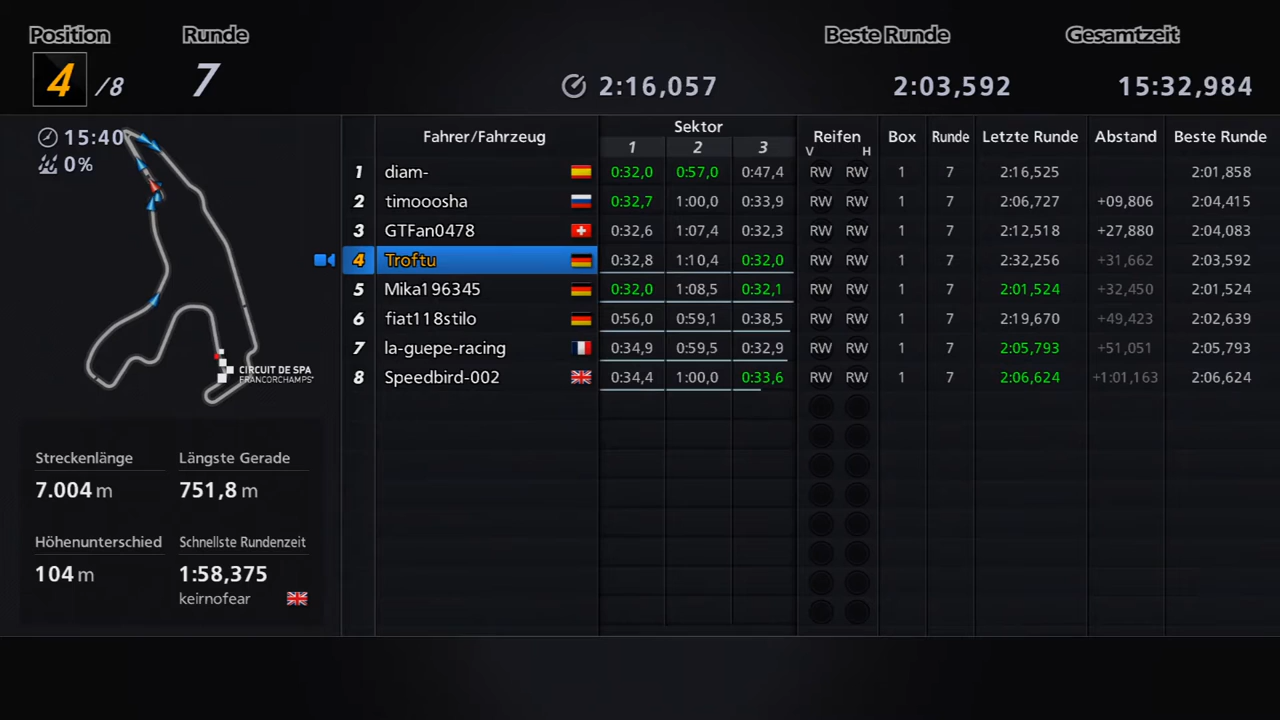 Position
Runde
Beste Runde
Gesamtzeit
4 /8
7
2:16,057
2:03,592
15:32,984
15:40
0%
Fahrer/Fahrzeug
Sektor
1 2 3
Reifen
V H
Box
Runde
Letzte Runde
Abstand
Beste Runde
1 diam- 0:32,0 0:57,0 0:47,4 RW RW 1 7 2:16,525 2:01,858
2 timooosha 0:32,7 1:00,0 0:33,9 RW RW 1 7 2:06,727 +09,806 2:04,415
3 GTFan0478 0:32,6 1:07,4 0:32,3 RW RW 1 7 2:12,518 +27,880 2:04,083
4 Troftu 0:32,8 1:10,4 0:32,0 RW RW 1 7 2:32,256 +31,662 2:03,592
5 Mika196345 0:32,0 1:08,5 0:32,1 RW RW 1 7 2:01,524 +32,450 2:01,524
6 fiat118stilo 0:56,0 0:59,1 0:38,5 RW RW 1 7 2:19,670 +49,423 2:02,639
7 la-guepe-racing 0:34,9 0:59,5 0:32,9 RW RW 1 7 2:05,793 +51,051 2:05,793
8 Speedbird-002 0:34,4 1:00,0 0:33,6 RW RW 1 7 2:06,624 +1:01,163 2:06,624
CIRCUIT DE SPA
FRANCORCHAMPS
Streckenlänge
7.004 m
Längste Gerade
751,8 m
Höhenunterschied
104 m
Schnellste Rundenzeit
1:58,375
keirnofear